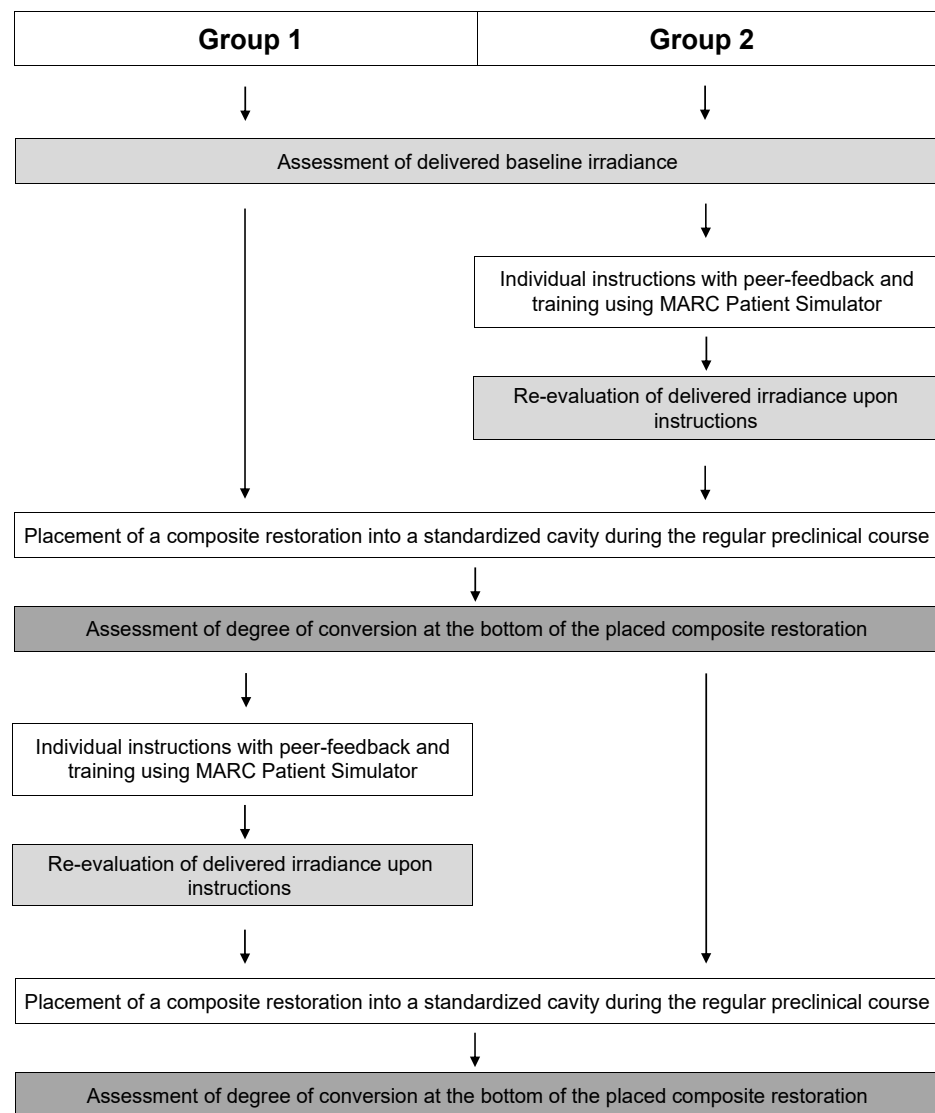 Group 1
Group 2
Assessment of delivered baseline irradiance
Individual instructions with peer-feedback and
training using MARC Patient Simulator
Re-evaluation of delivered irradiance upon
instructions
Placement of a composite restoration into a standardized cavity during the regular preclinical course
Assessment of degree of conversion at the bottom of the placed composite restoration
Individual instructions with peer-feedback and
training using MARC Patient Simulator
Re-evaluation of delivered irradiance upon
instructions
Placement of a composite restoration into a standardized cavity during the regular preclinical course
Assessment of degree of conversion at the bottom of the placed composite restoration